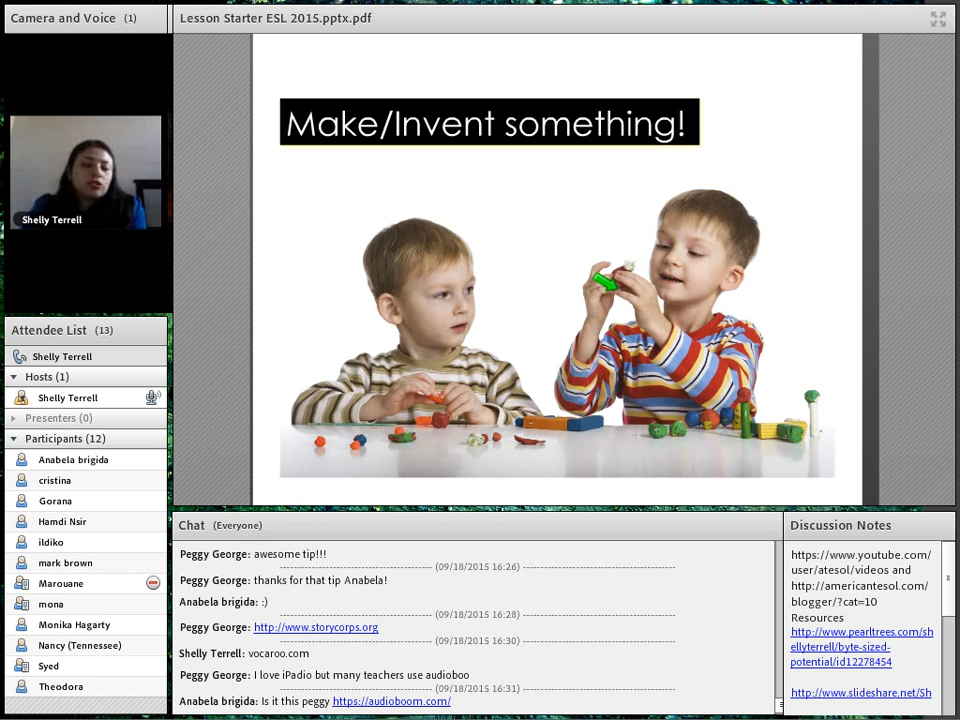 Camera and Voice (1)
Shelly Terrell
Attendee List (13)
Shelly Terrell
Hosts (1)
Shelly Terrell
Presenters (0)
Participants (12)
Anabela brigida
cristina
Gorana
Hamdi Nsir
ildiko
mark brown
Marouane
mona
Monika Hagarty
Nancy (Tennessee)
Syed
Theodora
Lesson Starter ESL 2015.pptx.pdf
Make/Invent something!
Chat (Everyone)
Peggy George: awesome tip!!!
(09/18/2015 16:26)
Peggy George: thanks for that tip Anabela!
Anabela brigida: :)
(09/18/2015 16:28)
Peggy George: http://www.storycorps.org
(09/18/2015 16:30)
Shelly Terrell: vocaroo.com
Peggy George: I love iPadio but many teachers use audioboo
(09/18/2015 16:31)
Anabela brigida: Is it this peggy https://audioboom.com/
Discussion Notes
https://www.youtube.com/
user/atesol/videos and
http://americantesol.com/
blogger/?cat=10
Resources
http://www.pearltrees.com/sh
ellyterrell/byte-sized-
potential/id12278454
http://www.slideshare.net/Sh